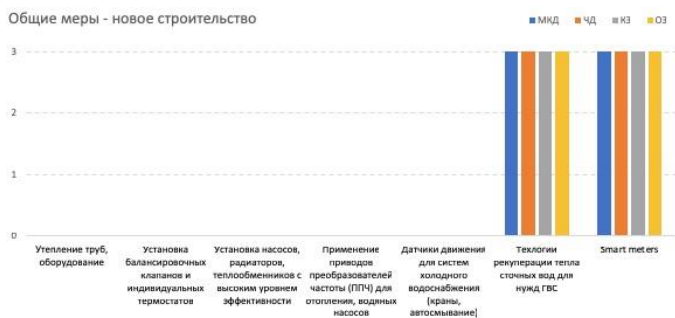 Общие меры - новое строительство
МКД ЧД КЗ ОЗ
3
2
1
0
Утепление труб,
оборудование
Установка
балансировочных
клапанов и
индивидуальных
термостатов
Установка насосов,
радиаторов,
теплообменников с
высоким уровнем
эффективности
Применение
приводов
преобразователей
частоты (ППЧ) для
отопления, водяных
насосов
Датчики движения
для систем
холодного
водоснабжения
(краны,
автосмывание)
Техлогии
рекуперации тепла
сточных вод для
нужд ГВС
Smart meters